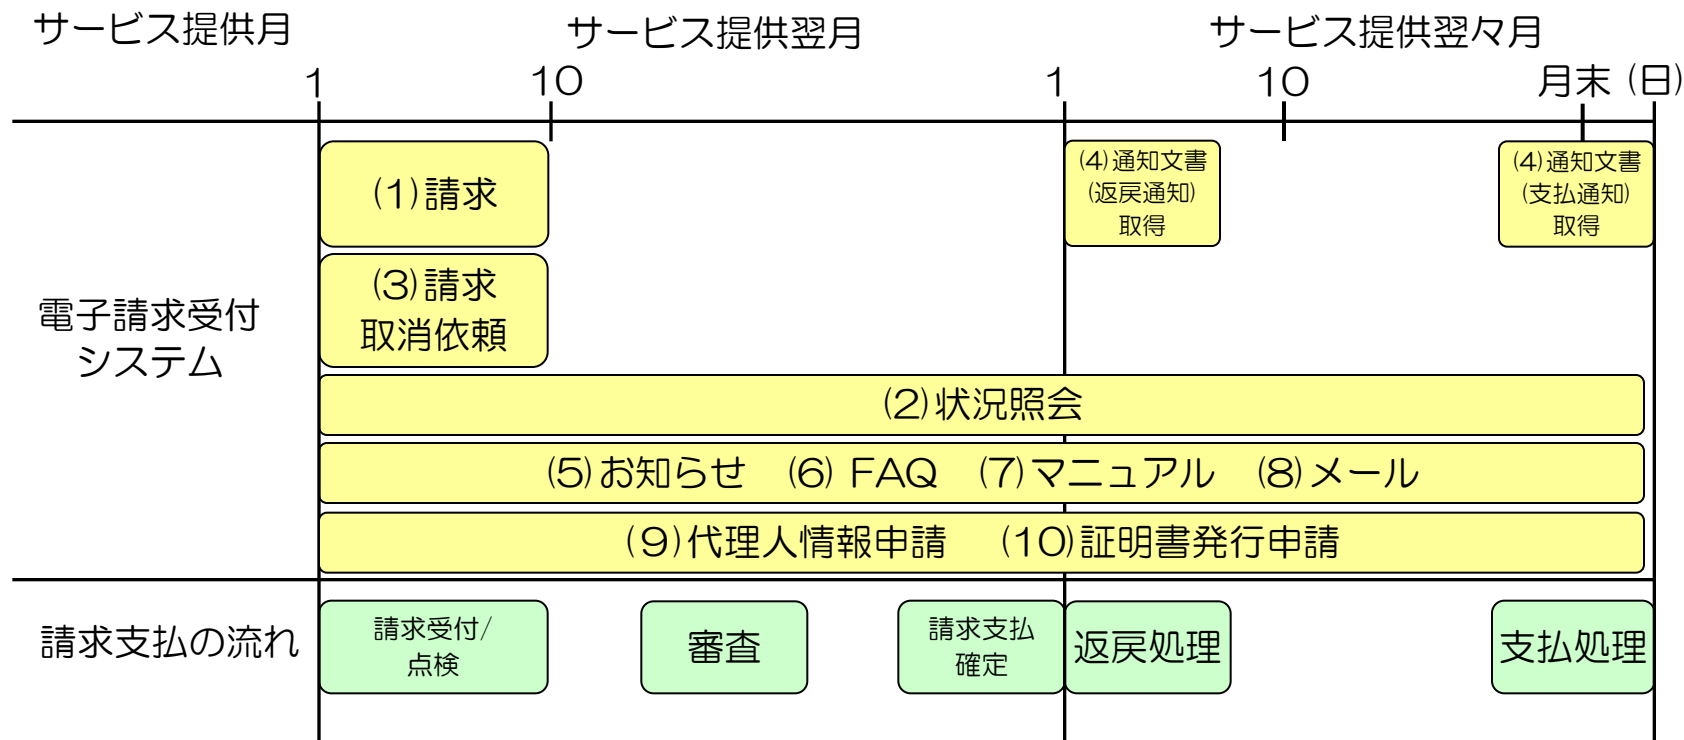 サービス提供月
サービス提供翌月
サービス提供翌々月
1
10
1
10
月末
(日)
(1)請求
(4)通知文書
(返戻通知)
取得
(4)通知文書
(支払通知)
取得
電子請求受付
システム
(3)請求
取消依頼
(2)状況照会
(5)お知らせ (6) FAQ (7)マニュアル (8)メール
(9)代理人情報申請 (10)証明書発行申請
請求支払の流れ
請求受付/
点検
審査
請求支払
確定
返戻処理
支払処理